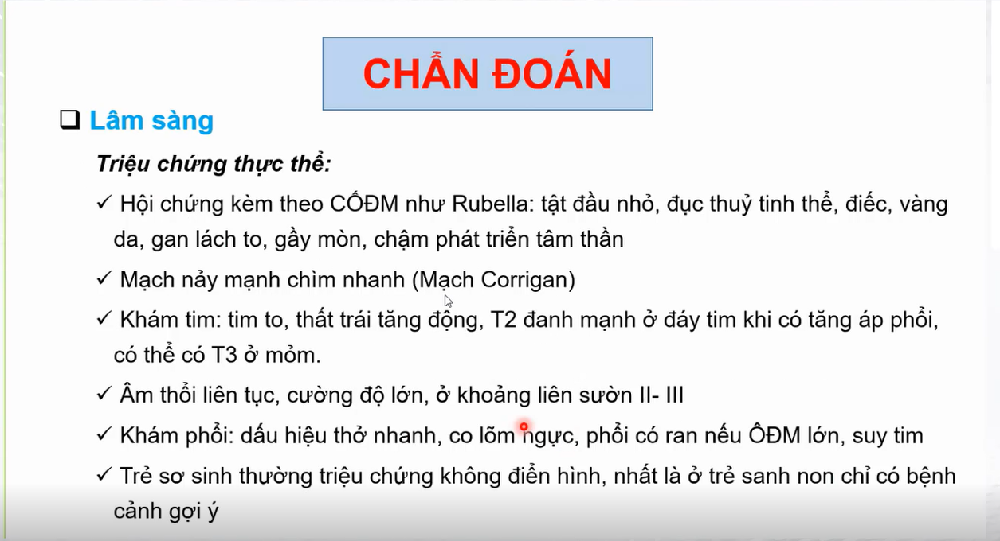 CHẨN ĐOÁN
❑ Lâm sàng
Triệu chứng thực thể:
✓ Hội chứng kèm theo CÔĐM như Rubella: tật đầu nhỏ, đục thuỷ tinh thể, điếc, vàng
da, gan lách to, gầy mòn, chậm phát triển tâm thần
✓ Mạch nảy mạnh chìm nhanh (Mạch Corrigan)
✓ Khám tim: tim to, thất trái tăng động, T2 đanh mạnh ở đáy tim khi có tăng áp phổi,
có thể có T3 ở mỏm.
✓ Âm thổi liên tục, cường độ lớn, ở khoảng liên sườn II- III
✓ Khám phổi: dấu hiệu thở nhanh, co lõm ngực, phổi có ran nếu ÔĐM lớn, suy tim
✓ Trẻ sơ sinh thường triệu chứng không điển hình, nhất là ở trẻ sanh non chỉ có bệnh
cảnh gợi ý